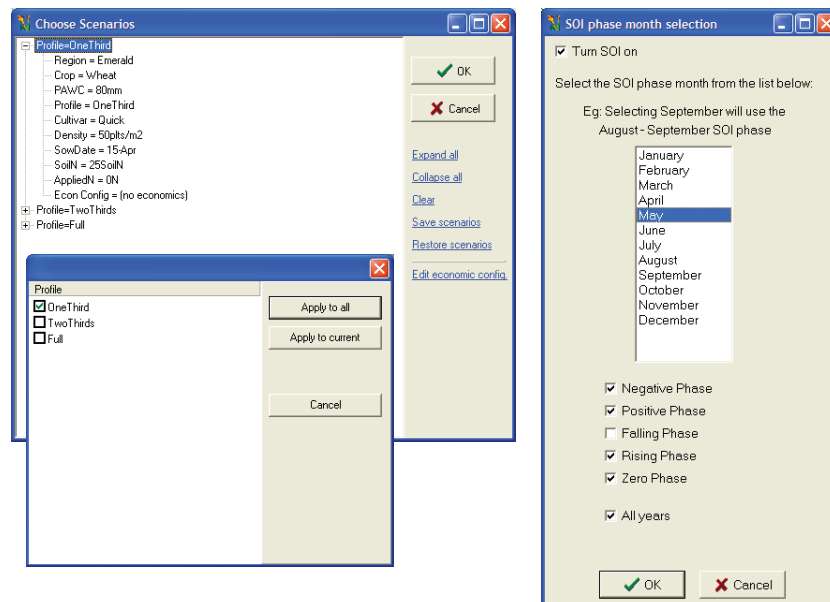 Choose Scenarios
Profile=OneThird
Region = Emerald
Crop = Wheat
PAWC = 80mm
Profile = OneThird
Cultivar = Quick
Density = 50plts/m2
SowDate = 15-Apr
SoilN = 25SoilN
AppliedN = 0N
Econ Config = (no economics)
Profile=TwoThirds
Profile=Full
OK
Cancel
Expand all
Collapse all
Clear
Save scenarios
Restore scenarios
Edit economic config.
Profile
OneThird
TwoThirds
Full
Apply to all
Apply to current
Cancel
SOI phase month selection
Turn SOI on
Select the SOI phase month from the list below:
Eg: Selecting September will use the
August - September SOI phase
January
February
March
April
May
June
July
August
September
October
November
December
Negative Phase
Positive Phase
Falling Phase
Rising Phase
Zero Phase
All years
OK
Cancel